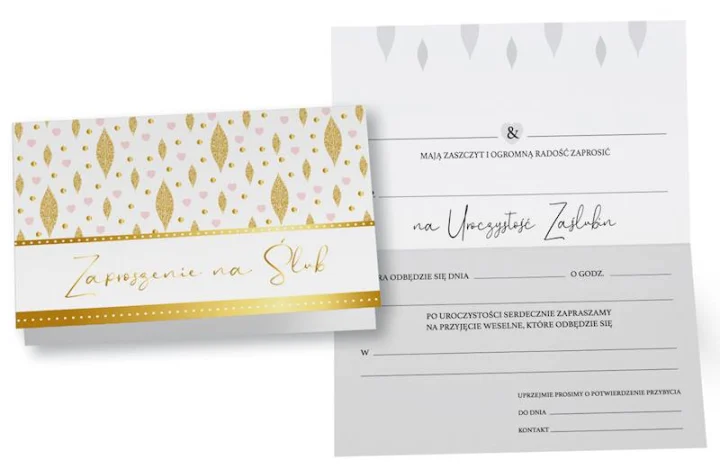 Zaproszenie na Ślub
&
MAJĄ ZASZCZYT I OGROMNĄ RADOŚĆ ZAPROSIĆ
na Uroczystość Zaślubin
RA ODBĘDZIE SIĘ DNIA O GODZ.
PO UROCZYSTOŚCI SERDECZNIE ZAPRASZAMY
NA PRZYJĘCIE WESELNE, KTÓRE ODBĘDZIE SIĘ
W
UPRZEJMIE PROSIMY O POTWIERDZENIE PRZYBYCIA
DO DNIA
KONTAKT